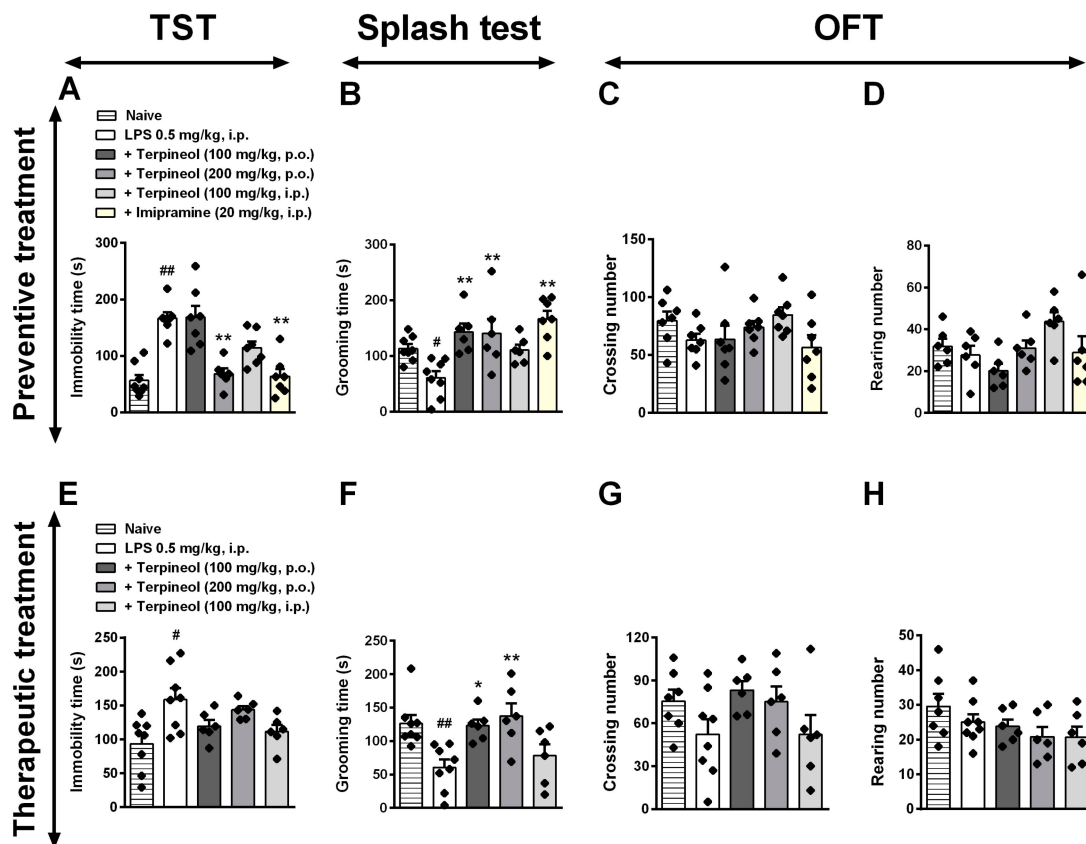 TST
Splash test
OFT
Preventive treatment
A
Naive
LPS 0.5 mg/kg, i.p.
+ Terpineol (100 mg/kg, p.o.)
+ Terpineol (200 mg/kg, p.o.)
+ Terpineol (100 mg/kg, i.p.)
+ Imipramine (20 mg/kg, i.p.)
Immobility time (s)
300
200
100
0
##
**
**
B
Grooming time (s)
300
200
100
0
#
**
**
**
C
Crossing number
150
100
50
0
D
Rearing number
80
60
40
20
0
Therapeutic treatment
E
Naive
LPS 0.5 mg/kg, i.p.
+ Terpineol (100 mg/kg, p.o.)
+ Terpineol (200 mg/kg, p.o.)
+ Terpineol (100 mg/kg, i.p.)
Immobility time (s)
250
200
150
100
50
0
#
F
Grooming time (s)
250
200
150
100
50
0
##
*
**
G
Crossing number
120
90
60
30
0
H
Rearing number
50
40
30
20
10
0